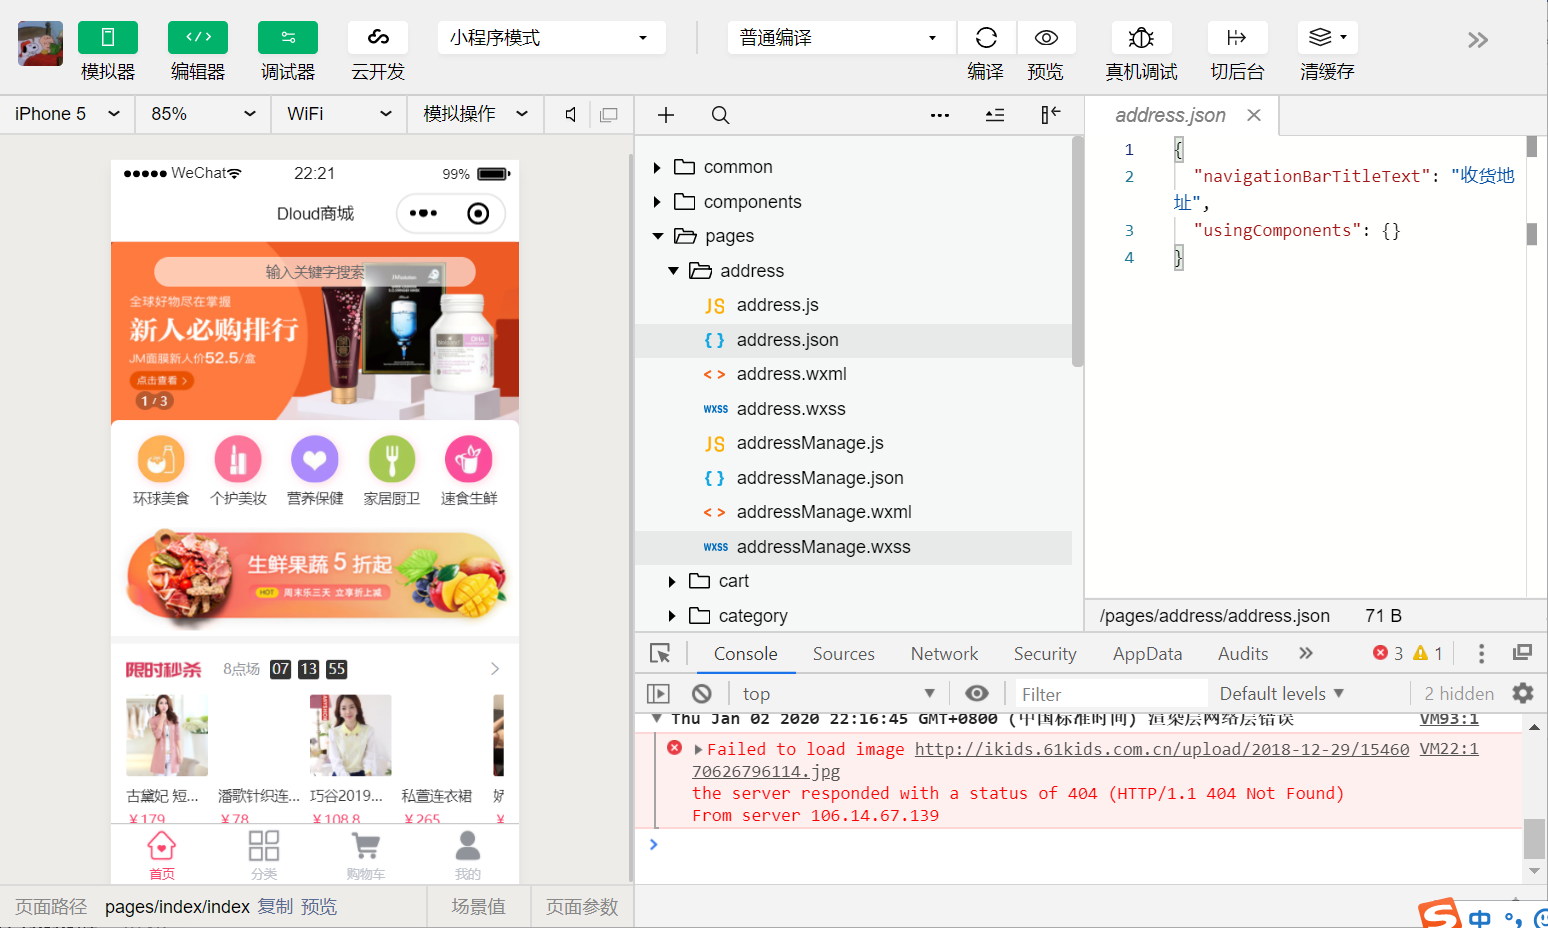 小程序模式
普通编译
模拟器 编辑器 调试器 云开发 编译 预览 真机调试 切后台 清缓存
iPhone 5 85% WiFi 模拟操作
WeChat 22:21 99%
Dloud商城
输入关键字搜索
全球好物尽在掌握
新人必购排行
JM面膜新人价52.5/盒
点击查看 >
1 / 3
DHA
环球美食 个护美妆 营养保健 家居厨卫 速食生鲜
生鲜果蔬 5 折起
HOT 周末乐三天 立享折上减
限时秒杀 8点场 07 13 55
古黛妃 短... 潘歌针织连... 巧谷2019... 私萱连衣裙
¥179 ¥78 ¥108.8 ¥265 ¥
首页 分类 购物车 我的
页面路径 pages/index/index 复制 预览 场景值 页面参数
common
components
pages
address
JS address.js
{ } address.json
< > address.wxml
wxss address.wxss
JS addressManage.js
{ } addressManage.json
< > addressManage.wxml
wxss addressManage.wxss
cart
category
address.json
1 {
2 "navigationBarTitleText": "收货地
址",
3 "usingComponents": {}
4 }
/pages/address/address.json 71 B
Console Sources Network Security AppData Audits 3 1
top Filter Default levels 2 hidden
Thu Jan 02 2020 22:16:45 GMT+0800 (中国标准时间) 渲染层网络层错误 VM93:1
Failed to load image http://ikids.61kids.com.cn/upload/2018-12-29/15460 VM22:1
70626796114.jpg
the server responded with a status of 404 (HTTP/1.1 404 Not Found)
From server 106.14.67.139
中